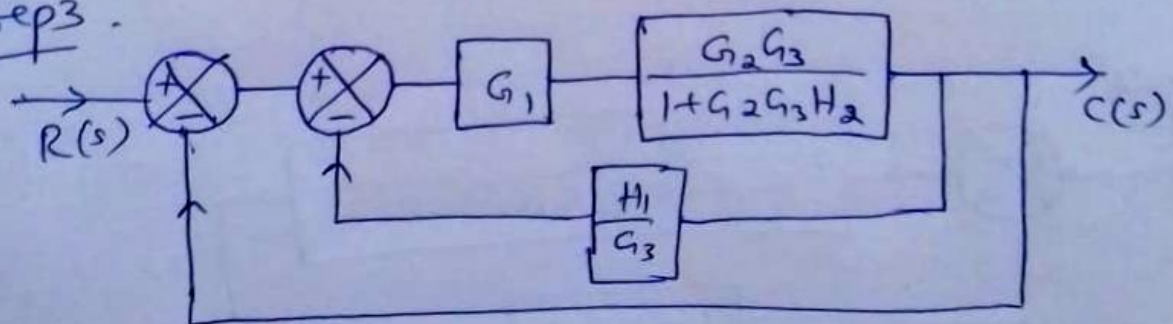 ep3.
+ - + - G1 G2G3
1+G2G3H2
R(s) C(s)
H1
G3